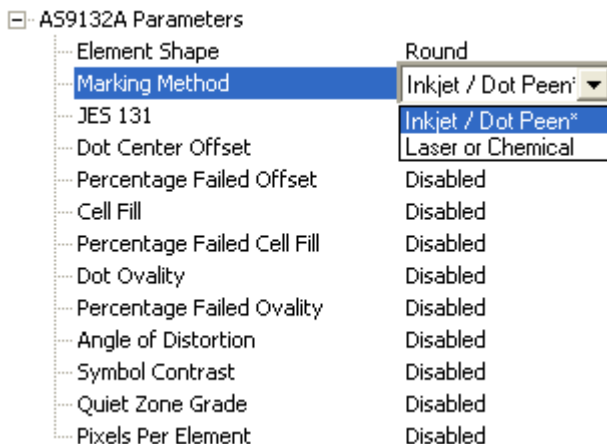 AS9132A Parameters
Element Shape Round
Marking Method Inkjet / Dot Peen*
JES 131 Inkjet / Dot Peen*
Dot Center Offset Laser or Chemical
Percentage Failed Offset Disabled
Cell Fill Disabled
Percentage Failed Cell Fill Disabled
Dot Ovality Disabled
Percentage Failed Ovality Disabled
Angle of Distortion Disabled
Symbol Contrast Disabled
Quiet Zone Grade Disabled
Pixels Per Element Disabled